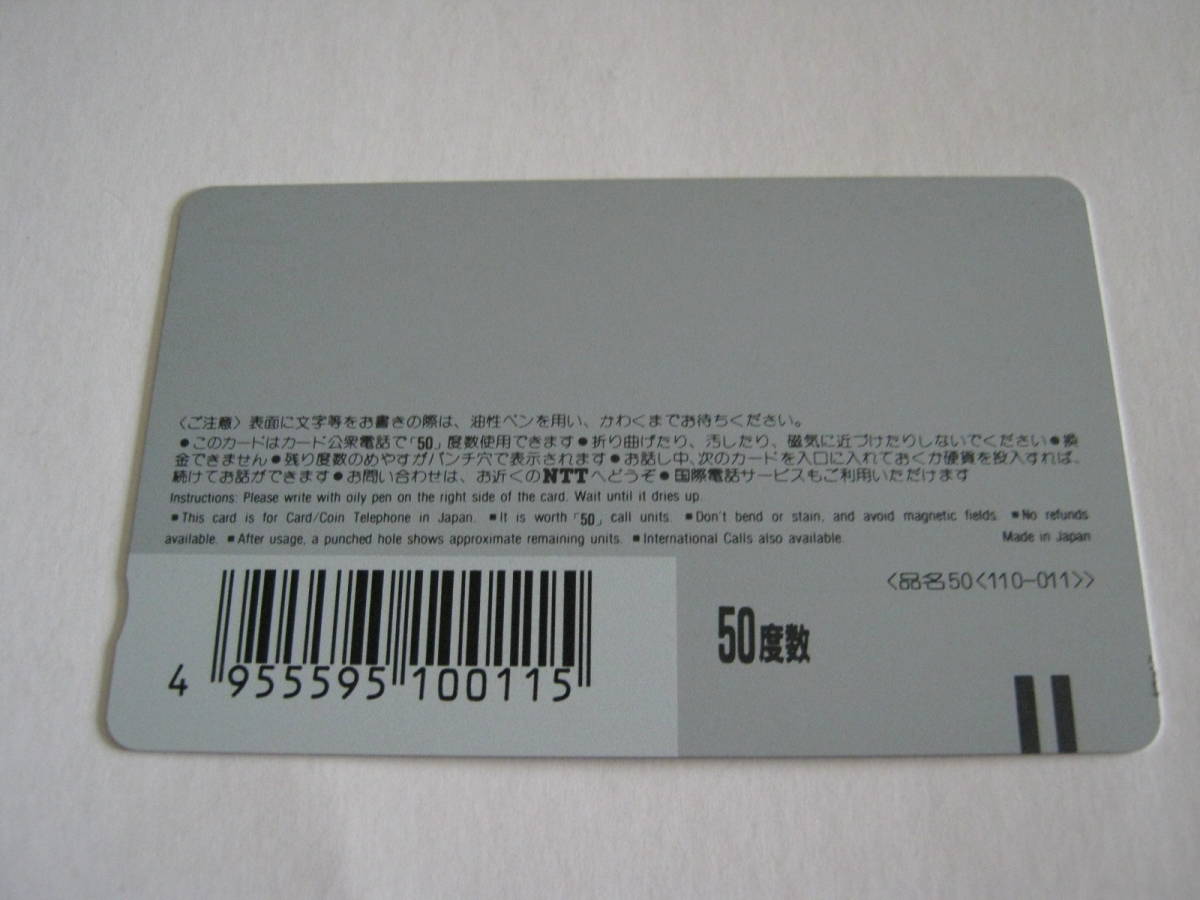 〈ご注意〉表面に文字等をお書きの際は、油性ペンを用い、かわくまでお待ちください。
●このカードはカード公衆電話で「50」度数使用できます●折り曲げたり、汚したり、磁気に近づけたりしないでください●換
金できません●残り度数のめやすがパンチ穴で表示されます●お話し中、次のカードを入口に入れておくか硬貨を投入すれば、
続けてお話ができます●お問い合わせは、お近くのNTTへどうぞ●国際電話サービスもご利用いただけます
Instructions: Please write with oily pen on the right side of the card. Wait until it dries up.
■This card is for Card/Coin Telephone in Japan. ■It is worth「50」call units. ■Don't bend or stain, and avoid magnetic fields. ■No refunds
available. ■After usage, a punched hole shows approximate remaining units. ■International Calls also available. Made in Japan
〈品名50〈110-011〉〉
50度数
4 955595 100115